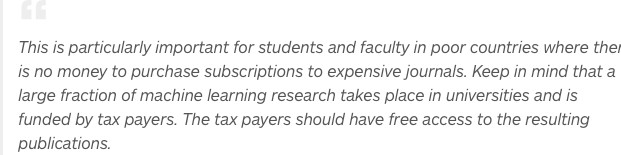 “
This is particularly important for students and faculty in poor countries where ther
is no money to purchase subscriptions to expensive journals. Keep in mind that a
large fraction of machine learning research takes place in universities and is
funded by tax payers. The tax payers should have free access to the resulting
publications.